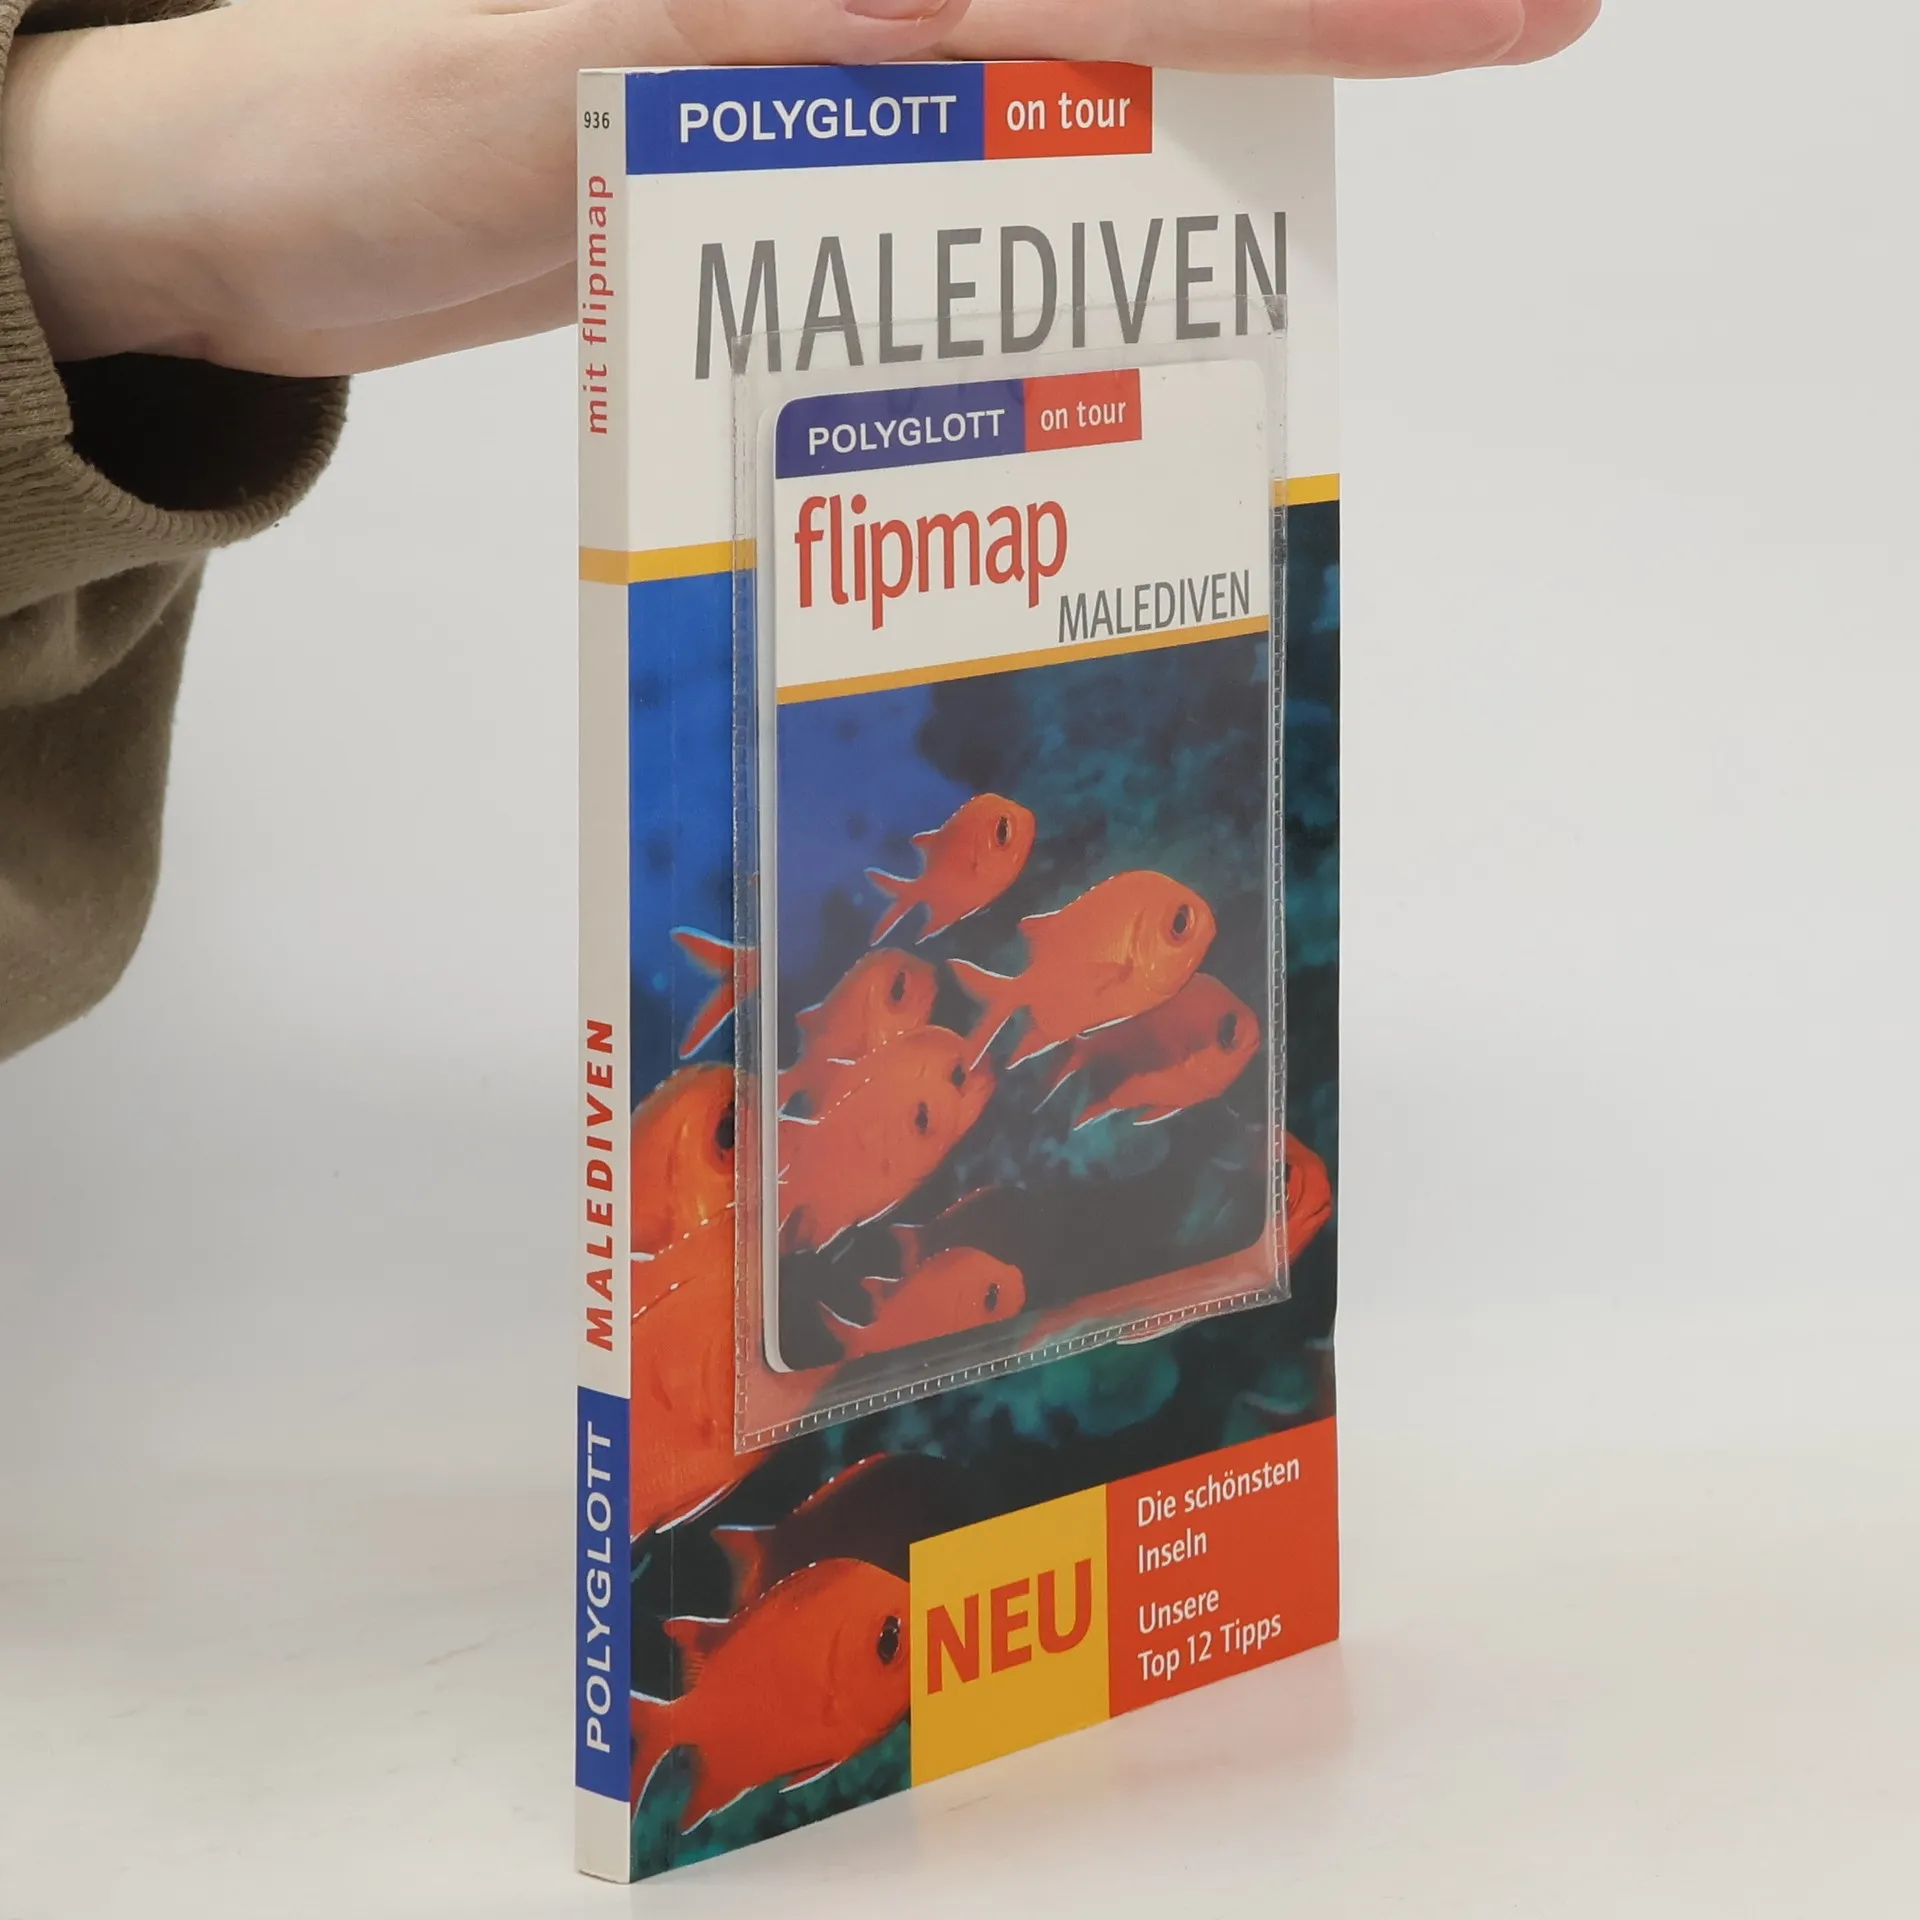 936
mit flipmap
MALEDIVEN
POLYGLOTT
POLYGLOTT on tour
MALEDIVEN
POLYGLOTT on tour
flipmap
MALEDIVEN
NEU
Die schönsten
Inseln
Unsere
Top 12 Tipps